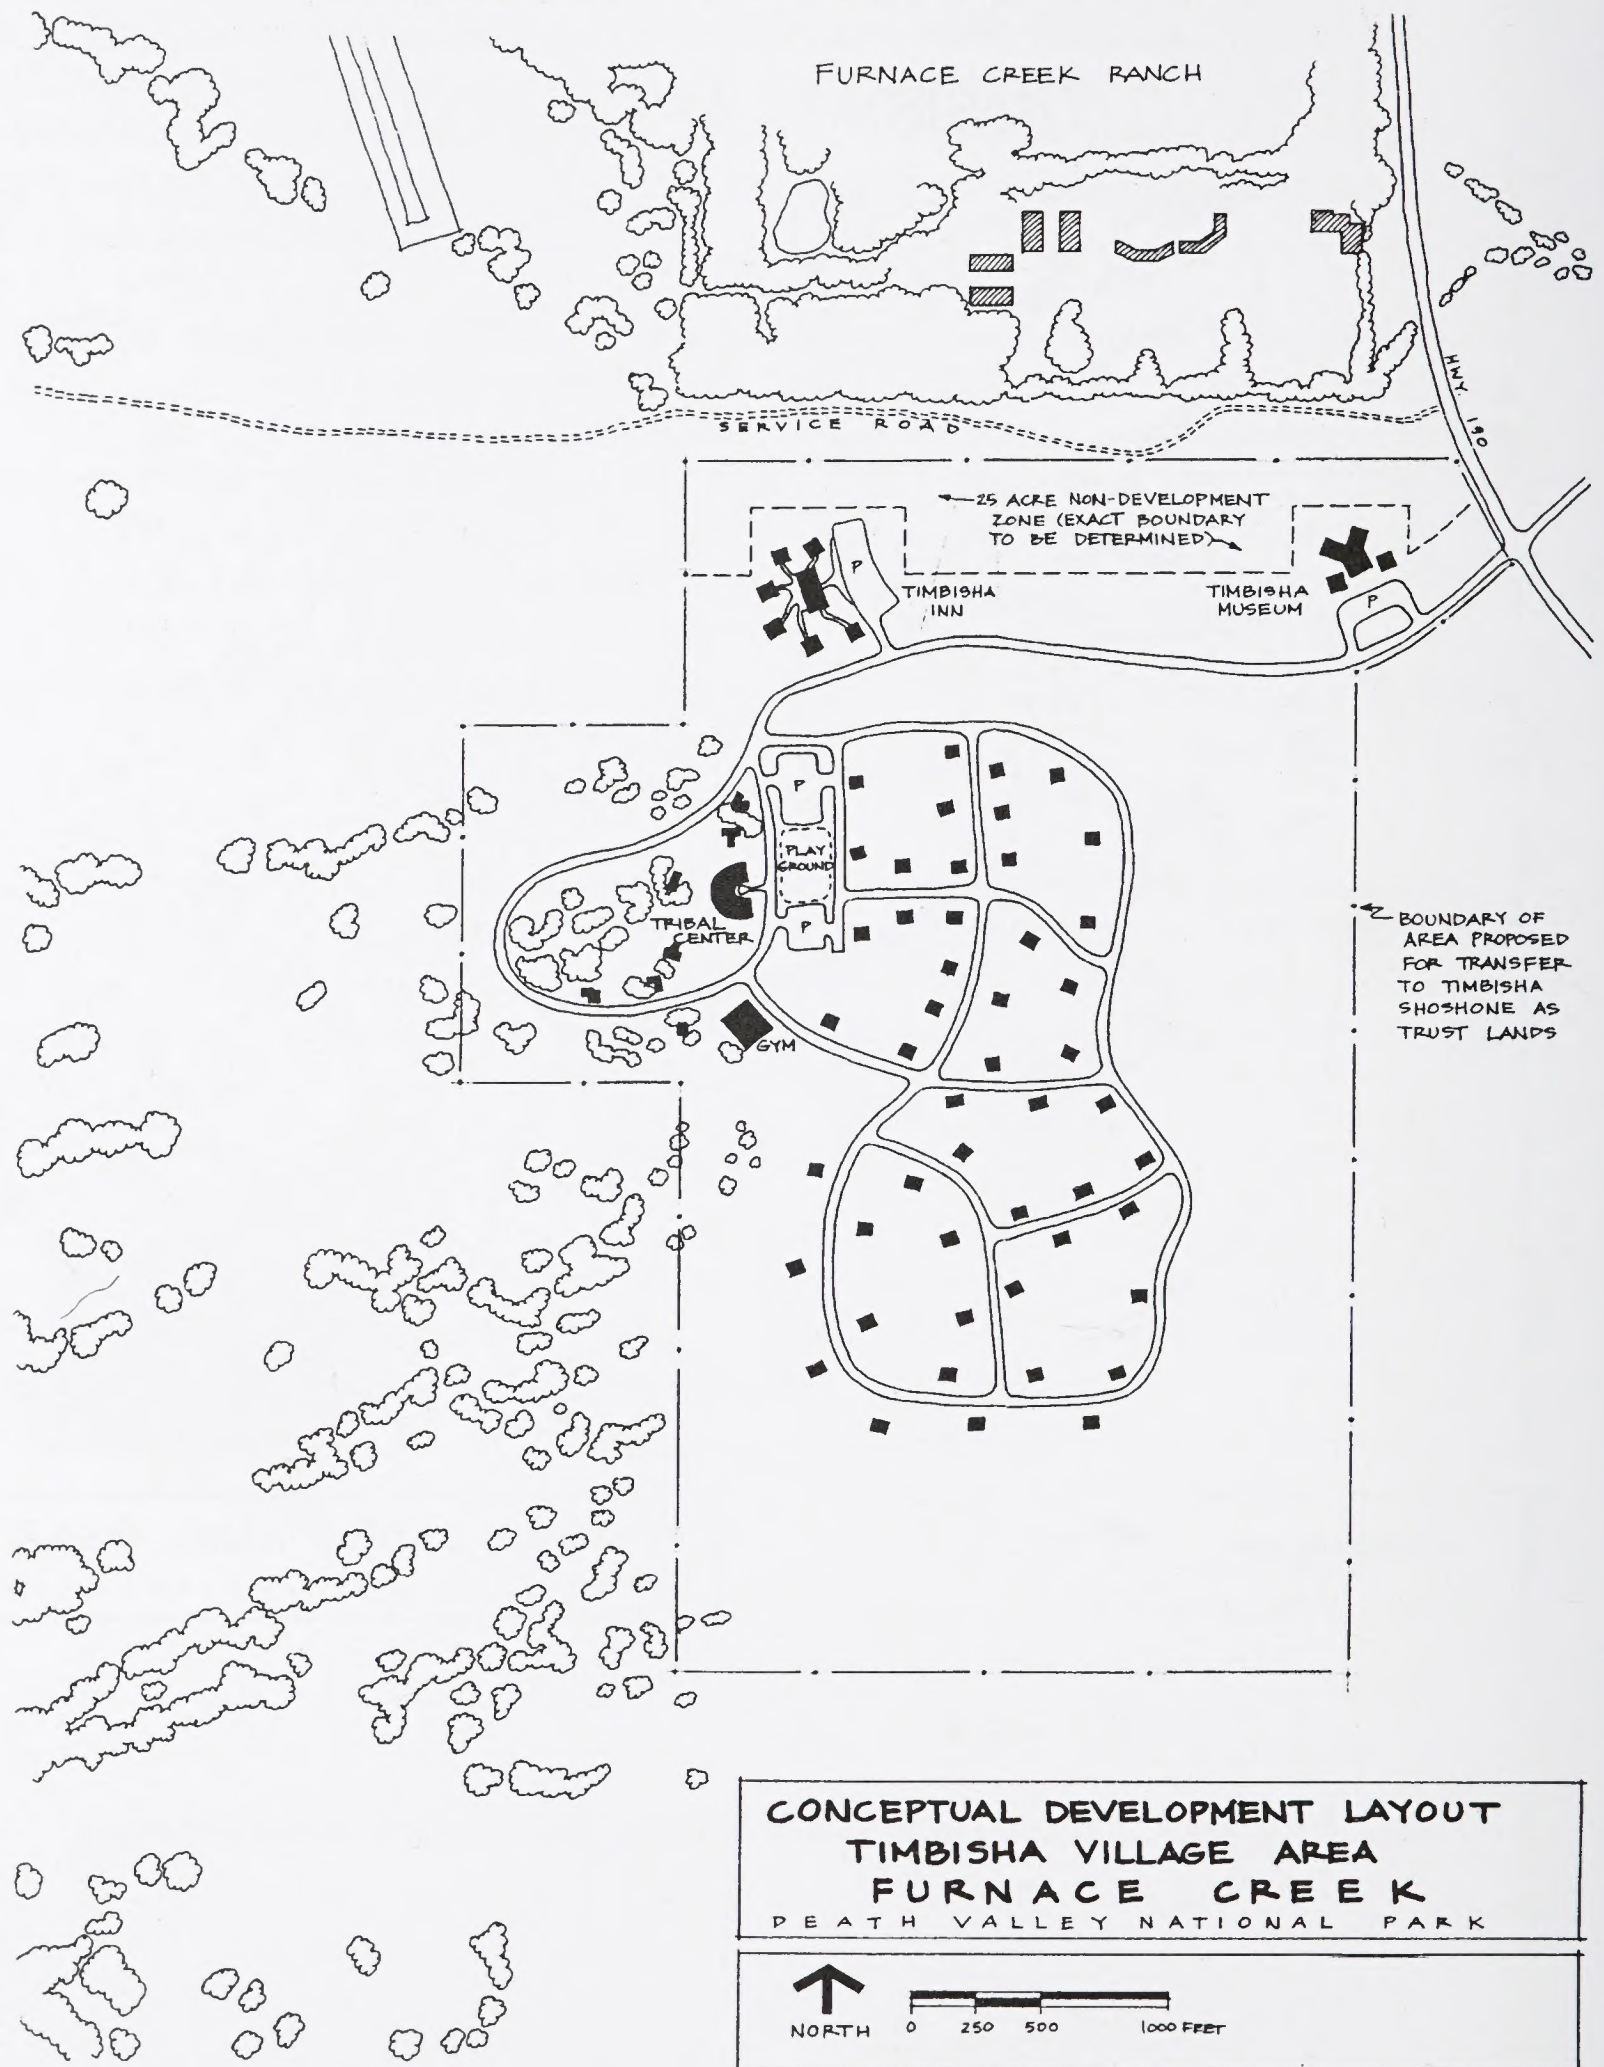 FURNACE CREEK RANCH
HWY. 190
SERVICE ROAD
25 ACRE NON-DEVELOPMENT
ZONE (EXACT BOUNDARY
TO BE DETERMINED)
P
TIMBISHA
INN
TIMBISHA
MUSEUM
P
P
PLAY
GROUND
P
TRIBAL
CENTER
GYM
BOUNDARY OF
AREA PROPOSED
FOR TRANSFER
TO TIMBISHA
SHOSHONE AS
TRUST LANDS
CONCEPTUAL DEVELOPMENT LAYOUT
TIMBISHA VILLAGE AREA
FURNACE CREEK
DEATH VALLEY NATIONAL PARK
NORTH
0 250 500 1000 FEET